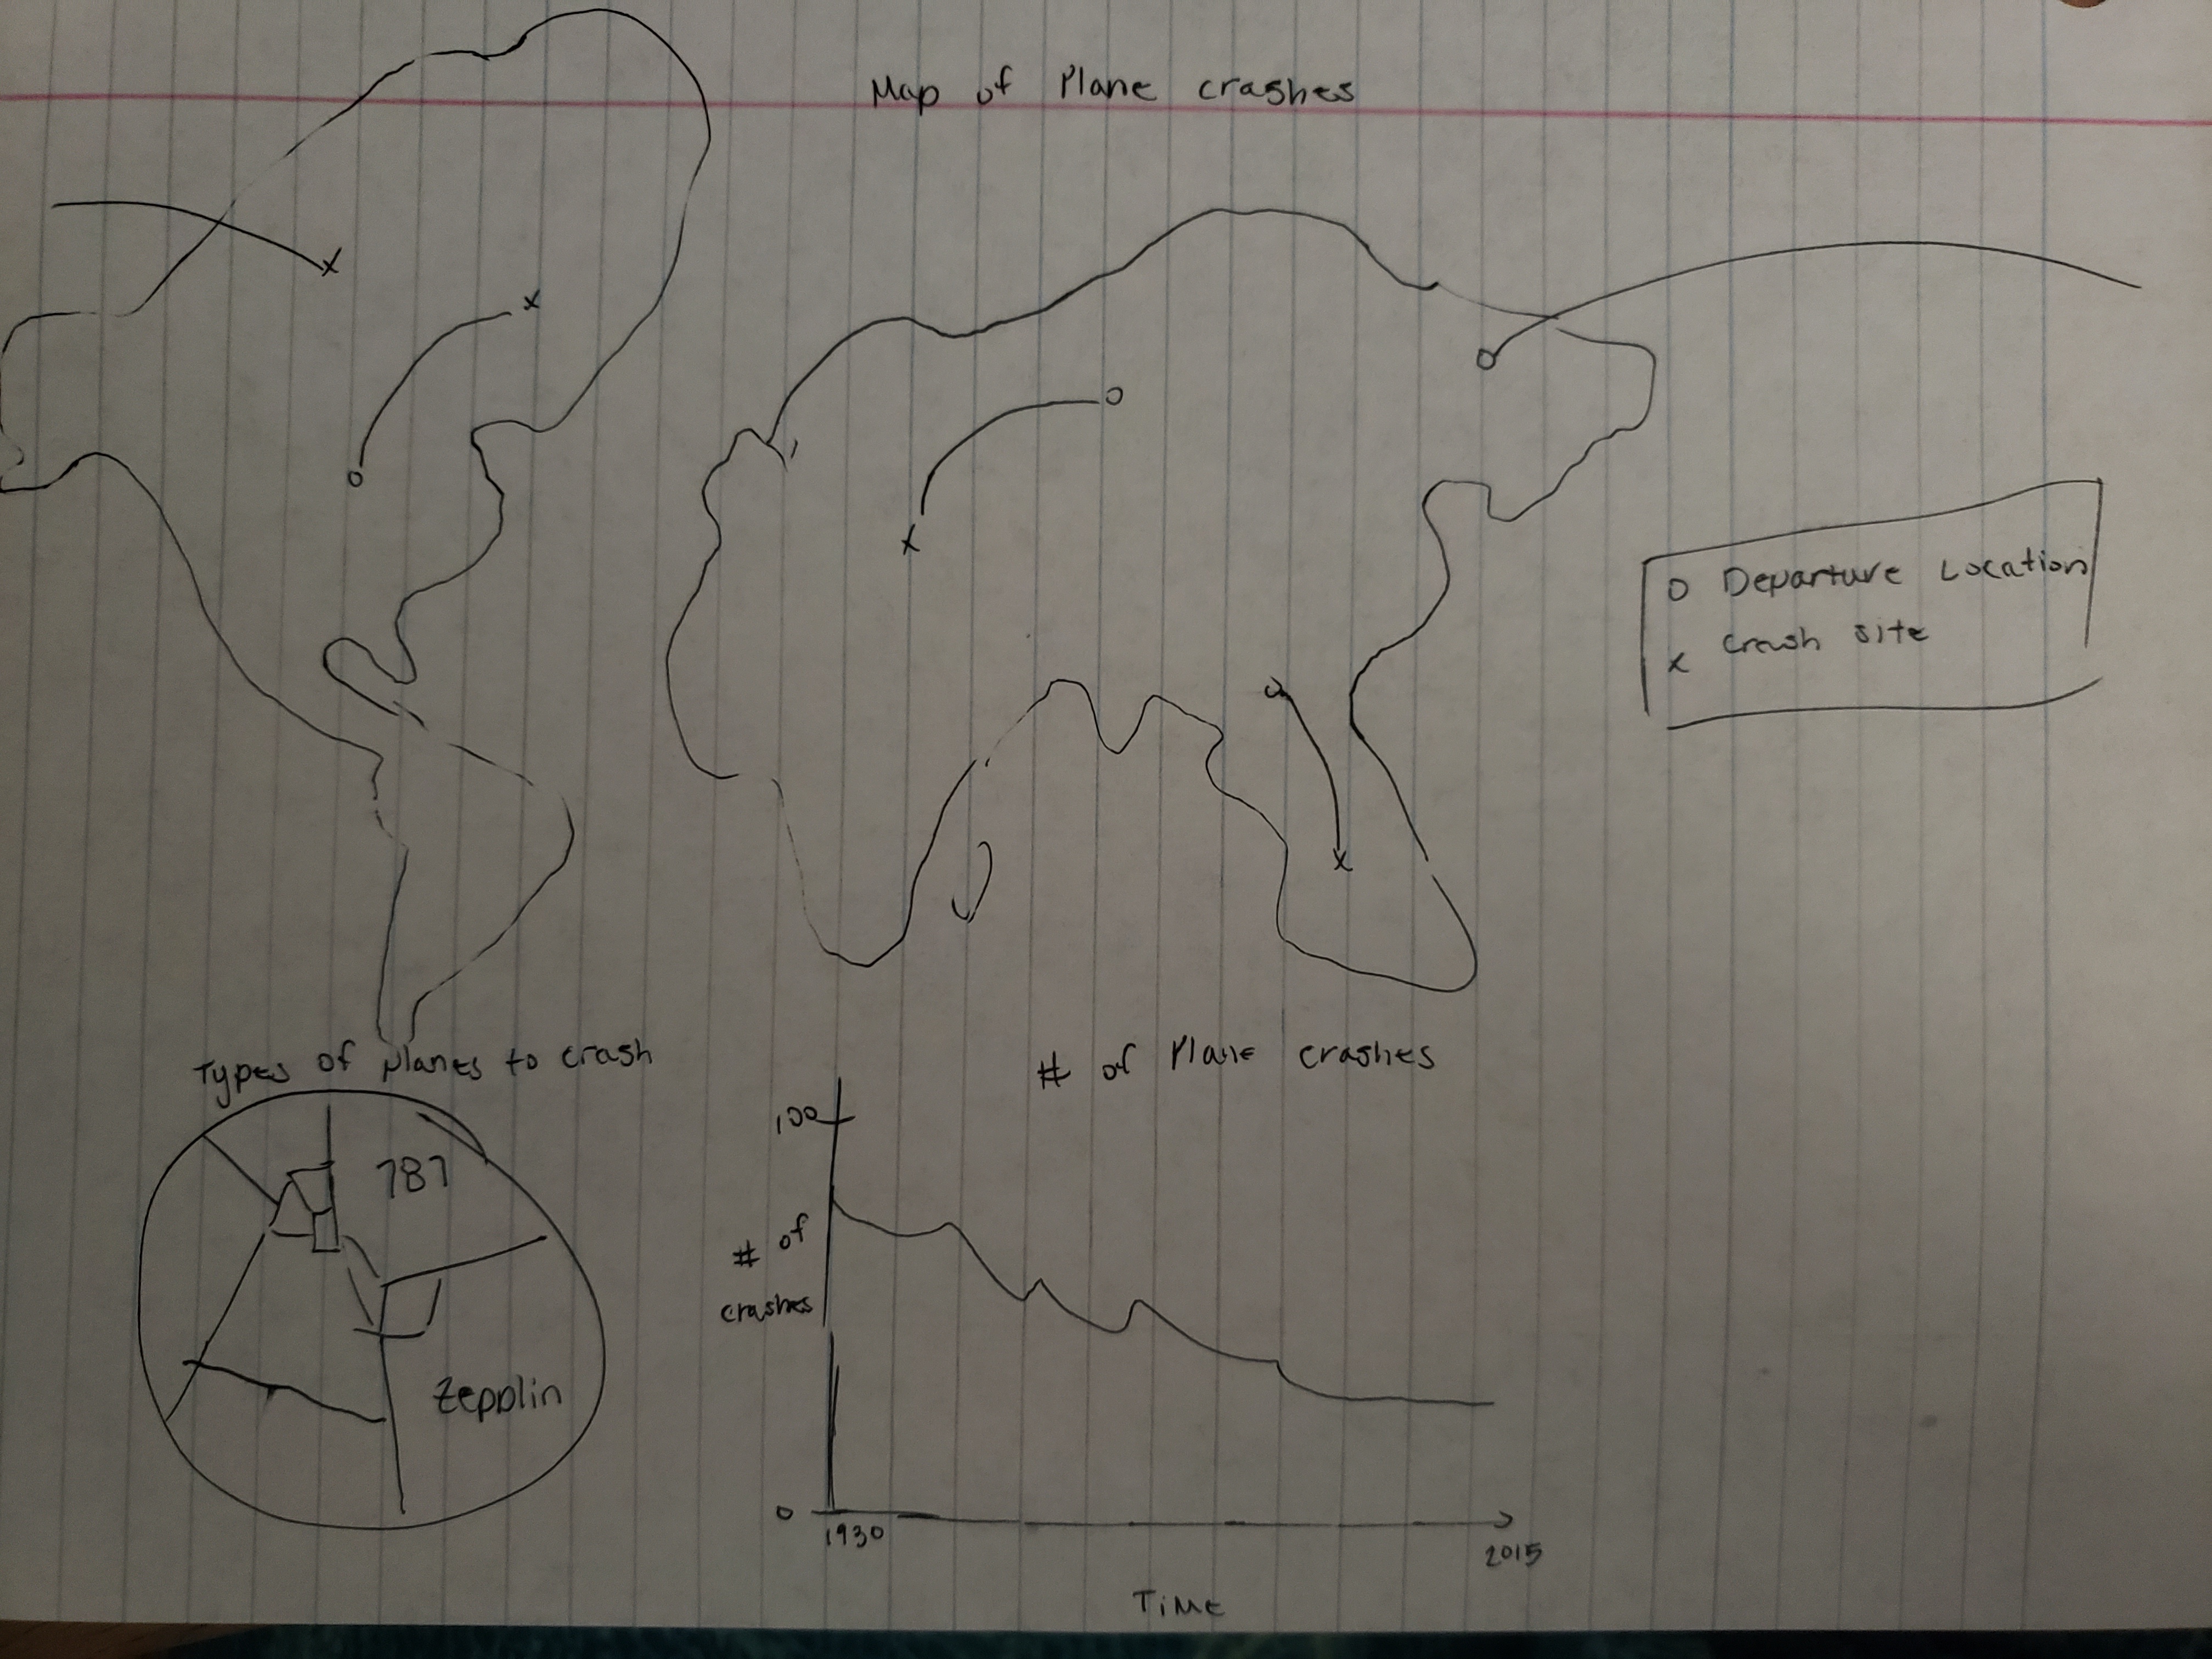 Map of Plane crashes
o Departure Location
x crash site
Types of planes to crash
787
Zepplin
# of Plane crashes
100
# of
crashes
0
1930
2015
Time